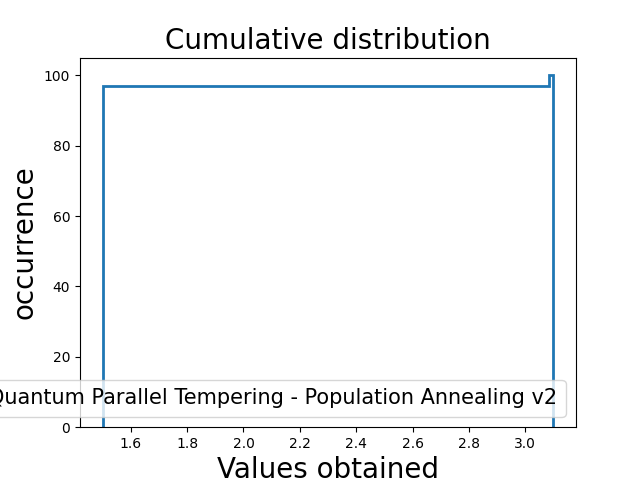 Cumulative distribution
occurrence
100
80
60
40
20
0
Quantum Parallel Tempering - Population Annealing v2
1.6 1.8 2.0 2.2 2.4 2.6 2.8 3.0
Values obtained